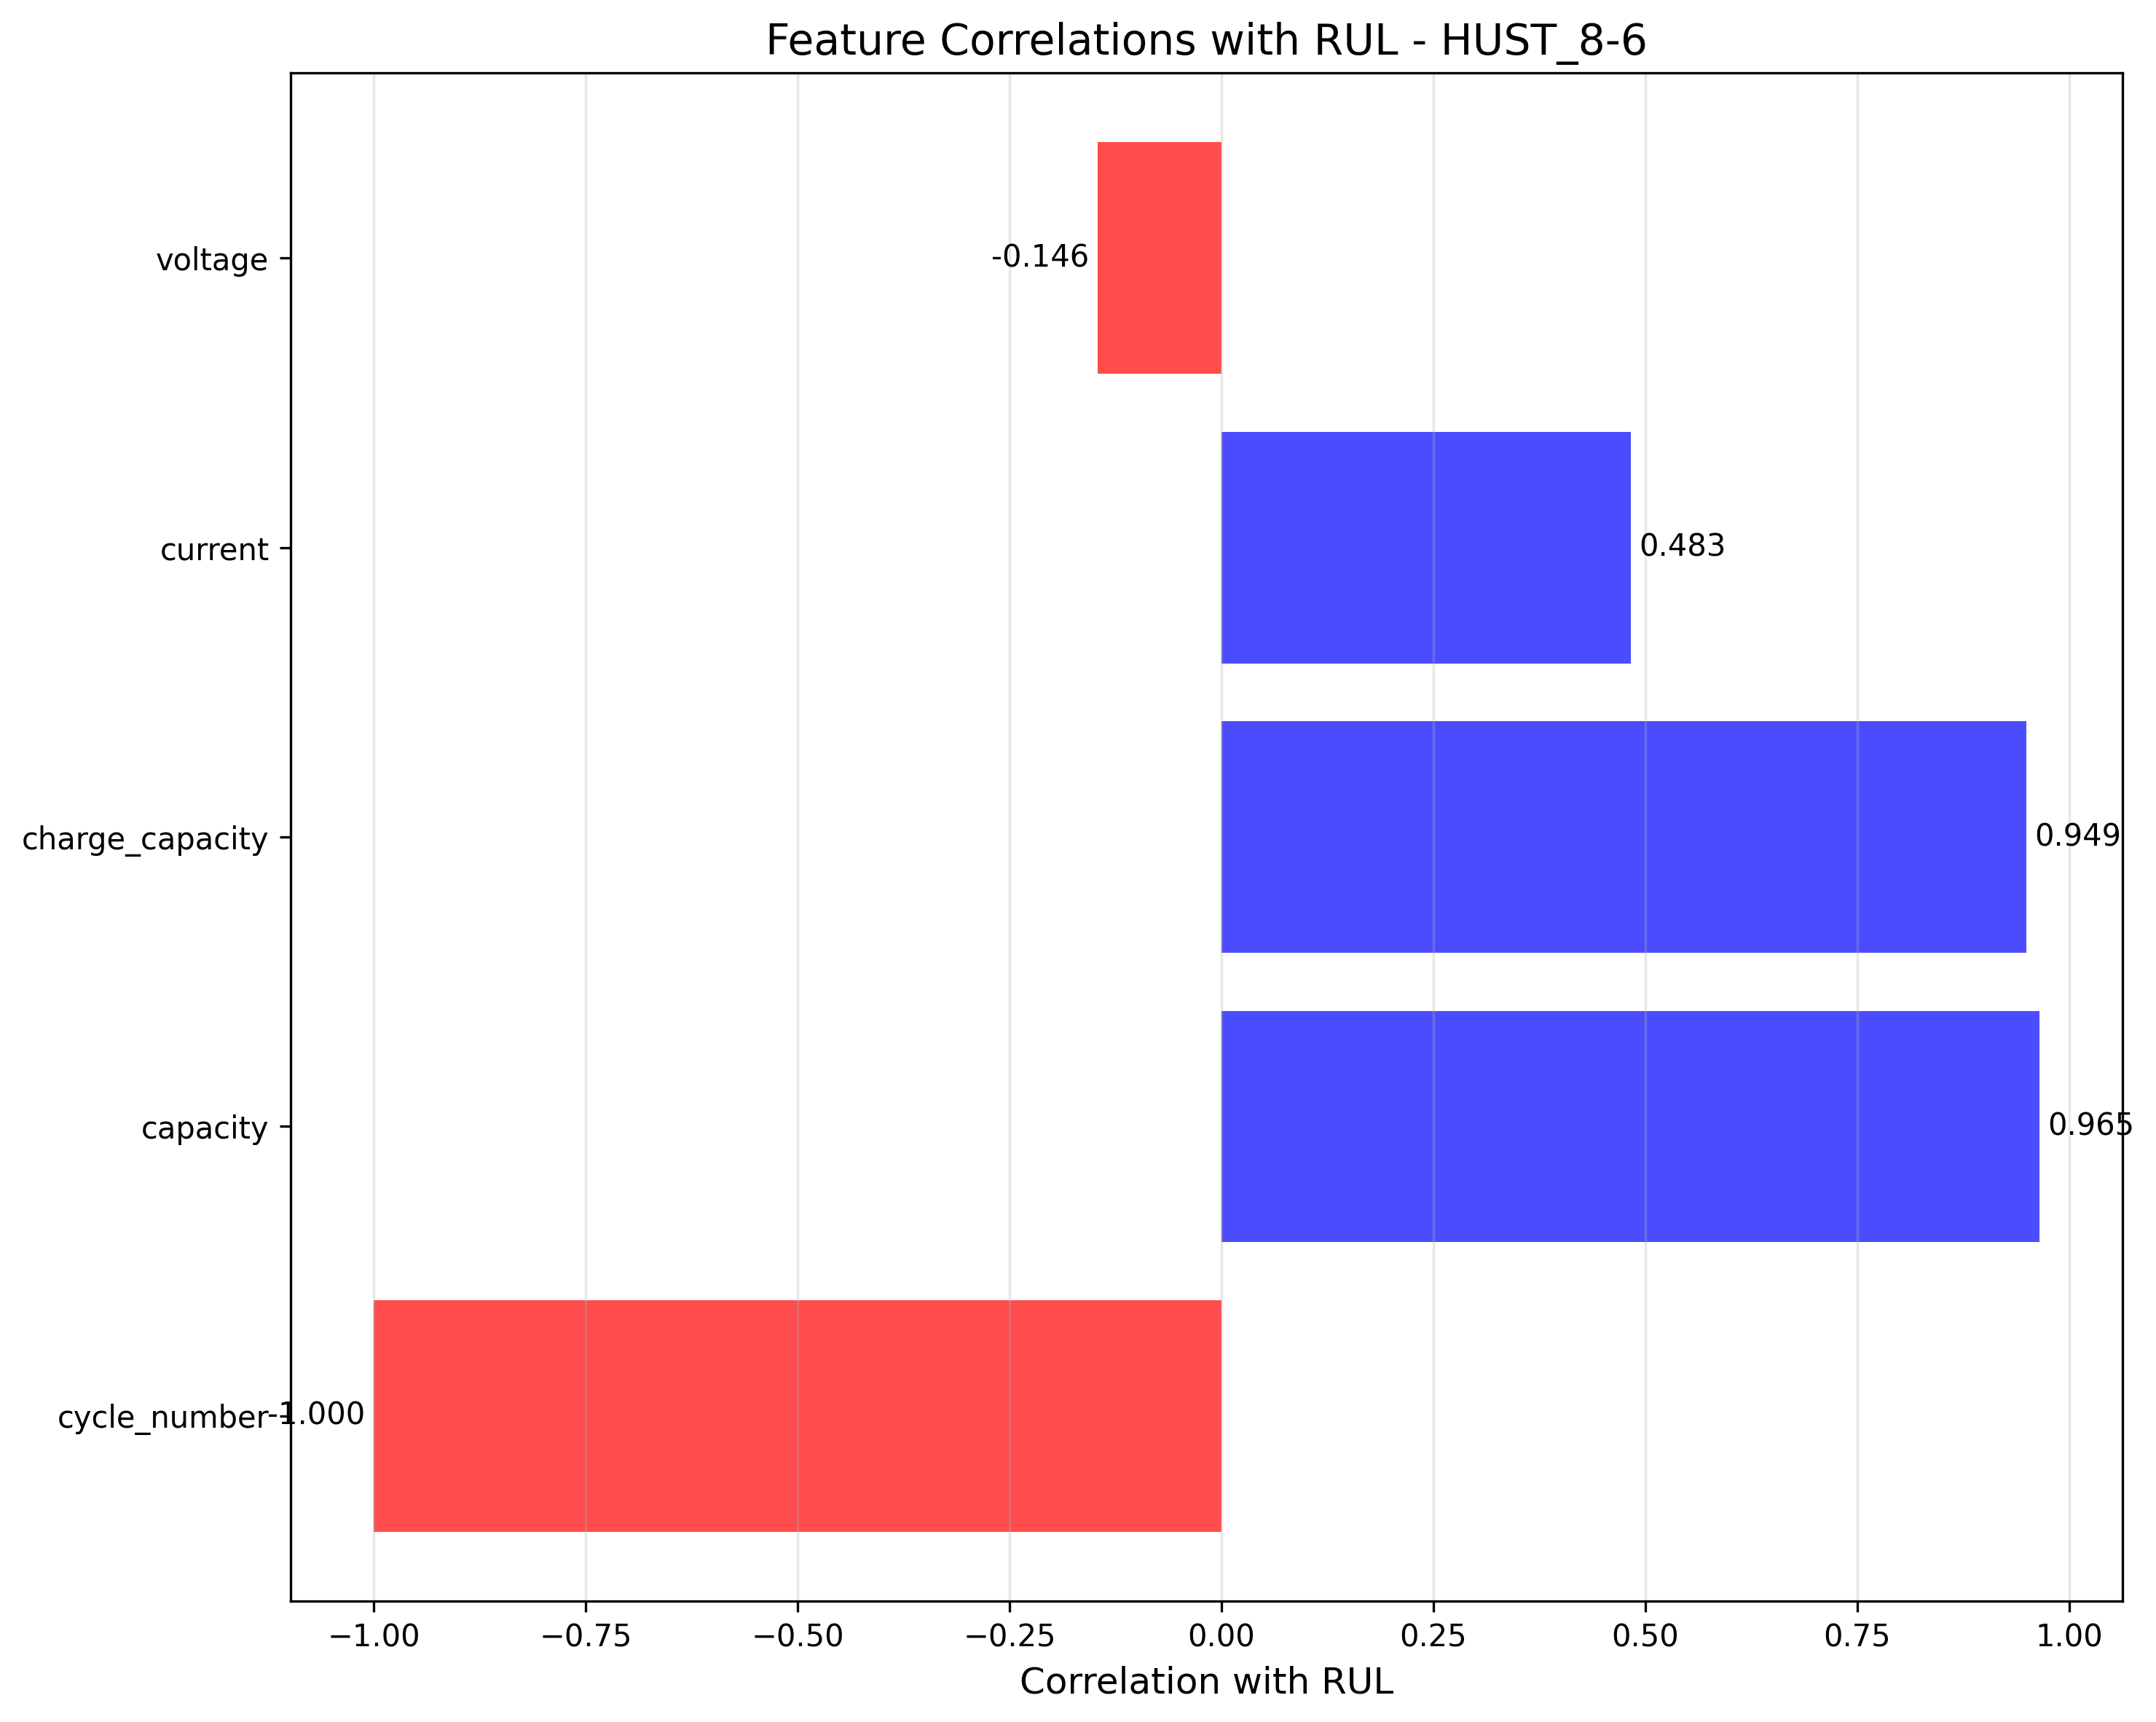 Feature Correlations with RUL - HUST_8-6
voltage
-0.146
current
0.483
charge_capacity
0.949
capacity
0.965
cycle_number
-1.000
−1.00
−0.75
−0.50
−0.25
0.00
0.25
0.50
0.75
1.00
Correlation with RUL